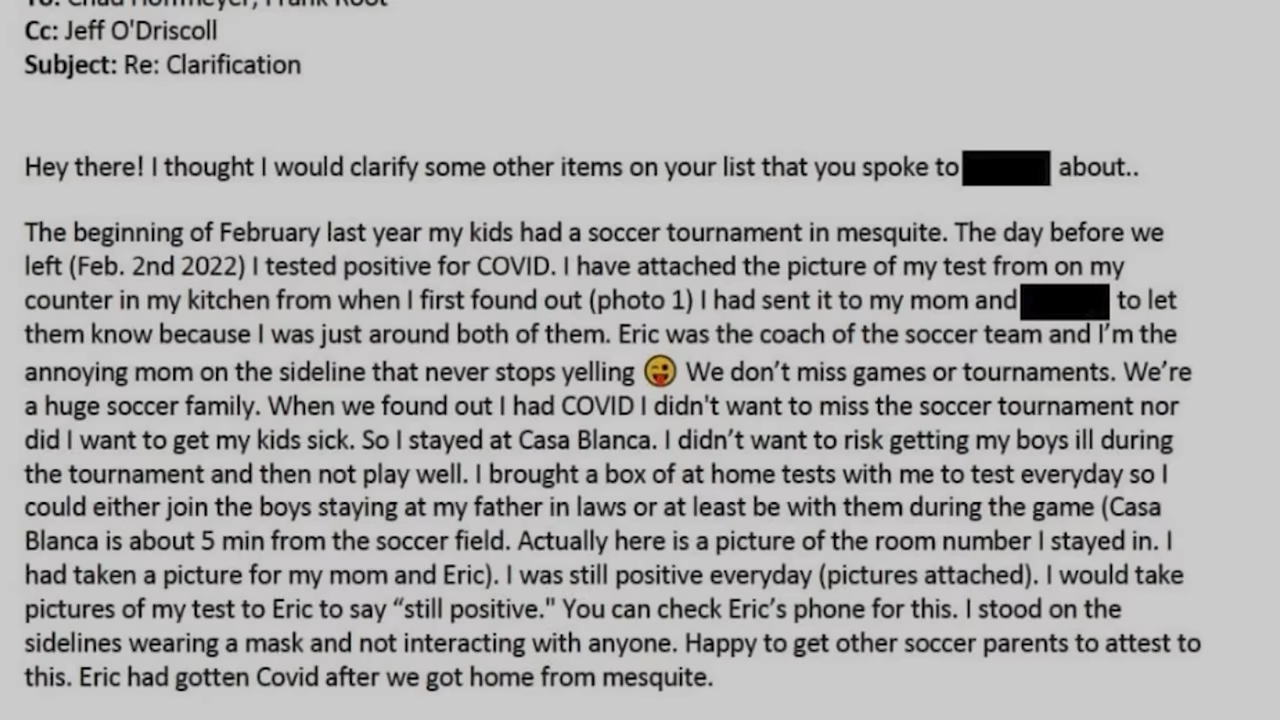 To: Chad Hoffmeyer, Frank Root
Cc: Jeff O'Driscoll
Subject: Re: Clarification
Hey there! I thought I would clarify some other items on your list that you spoke to about..
The beginning of February last year my kids had a soccer tournament in mesquite. The day before we
left (Feb. 2nd 2022) I tested positive for COVID. I have attached the picture of my test from on my
counter in my kitchen from when I first found out (photo 1) I had sent it to my mom and to let
them know because I was just around both of them. Eric was the coach of the soccer team and I’m the
annoying mom on the sideline that never stops yelling 😜 We don’t miss games or tournaments. We’re
a huge soccer family. When we found out I had COVID I didn't want to miss the soccer tournament nor
did I want to get my kids sick. So I stayed at Casa Blanca. I didn’t want to risk getting my boys ill during
the tournament and then not play well. I brought a box of at home tests with me to test everyday so I
could either join the boys staying at my father in laws or at least be with them during the game (Casa
Blanca is about 5 min from the soccer field. Actually here is a picture of the room number I stayed in. I
had taken a picture for my mom and Eric). I was still positive everyday (pictures attached). I would take
pictures of my test to Eric to say “still positive." You can check Eric’s phone for this. I stood on the
sidelines wearing a mask and not interacting with anyone. Happy to get other soccer parents to attest to
this. Eric had gotten Covid after we got home from mesquite.